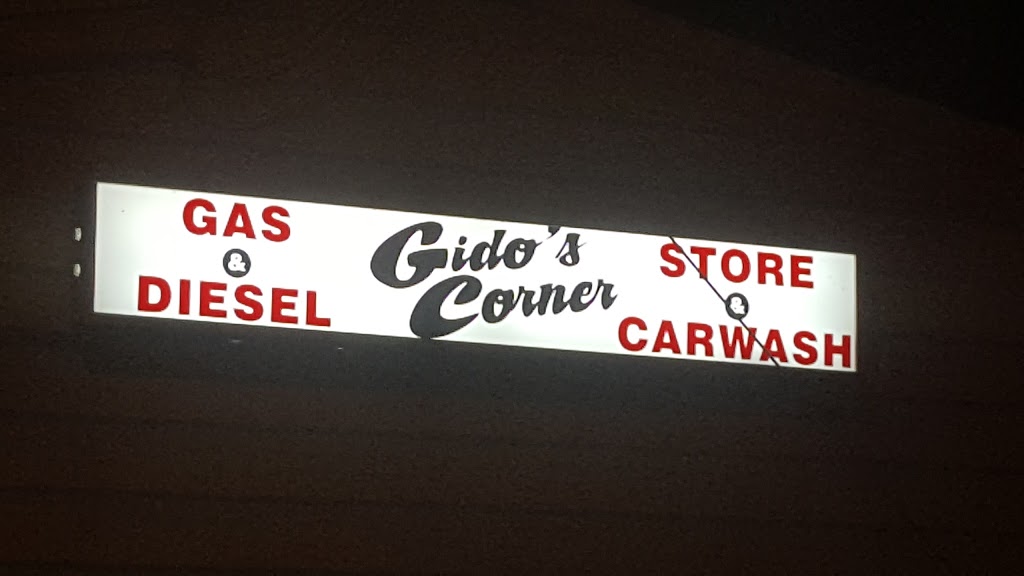 GAS
&
DIESEL
Gido's
Corner
STORE
&
CARWASH